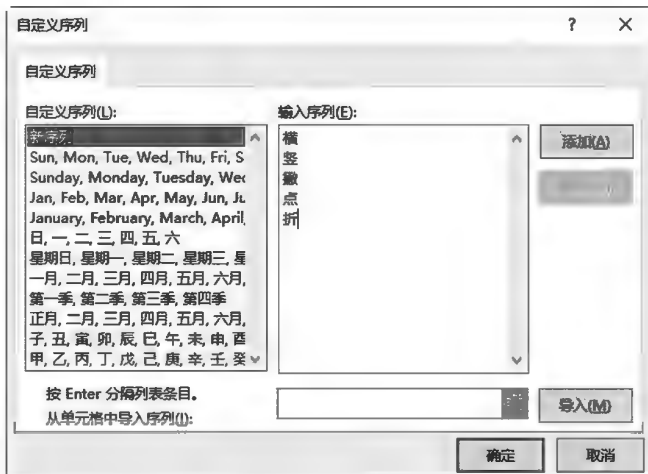 自定义序列
? ×
自定义序列
自定义序列(L):
新序列
Sun, Mon, Tue, Wed, Thu, Fri, S
Sunday, Monday, Tuesday, Wed
Jan, Feb, Mar, Apr, May, Jun, Ju
January, February, March, April,
日, 一, 二, 三, 四, 五, 六
星期日, 星期一, 星期二, 星期三, 星
一月, 二月, 三月, 四月, 五月, 六月,
第一季, 第二季, 第三季, 第四季
正月, 二月, 三月, 四月, 五月, 六月,
子, 丑, 寅, 卯, 辰, 巳, 午, 未, 申, 酉
甲, 乙, 丙, 丁, 戊, 己, 庚, 辛, 壬, 癸
输入序列(E):
横
竖
撇
点
折
添加(A)
按 Enter 分隔列表条目。
从单元格中导入序列(I):
导入(M)
确定
取消